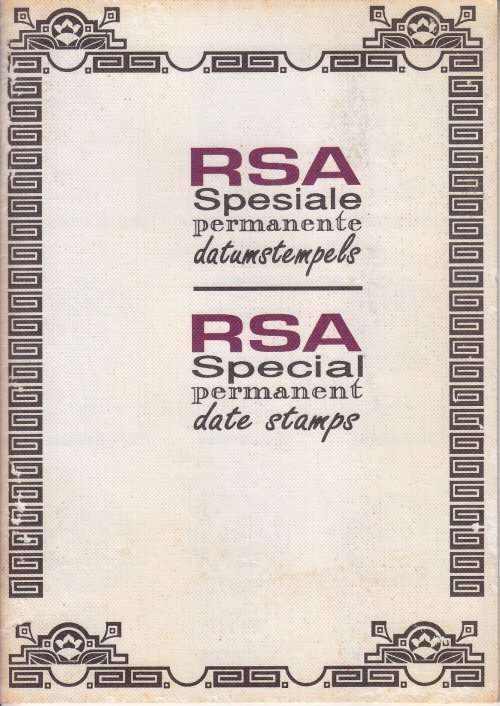 RSA
Spesiale
permanente
datumstempels
RSA
Special
permanent
date stamps